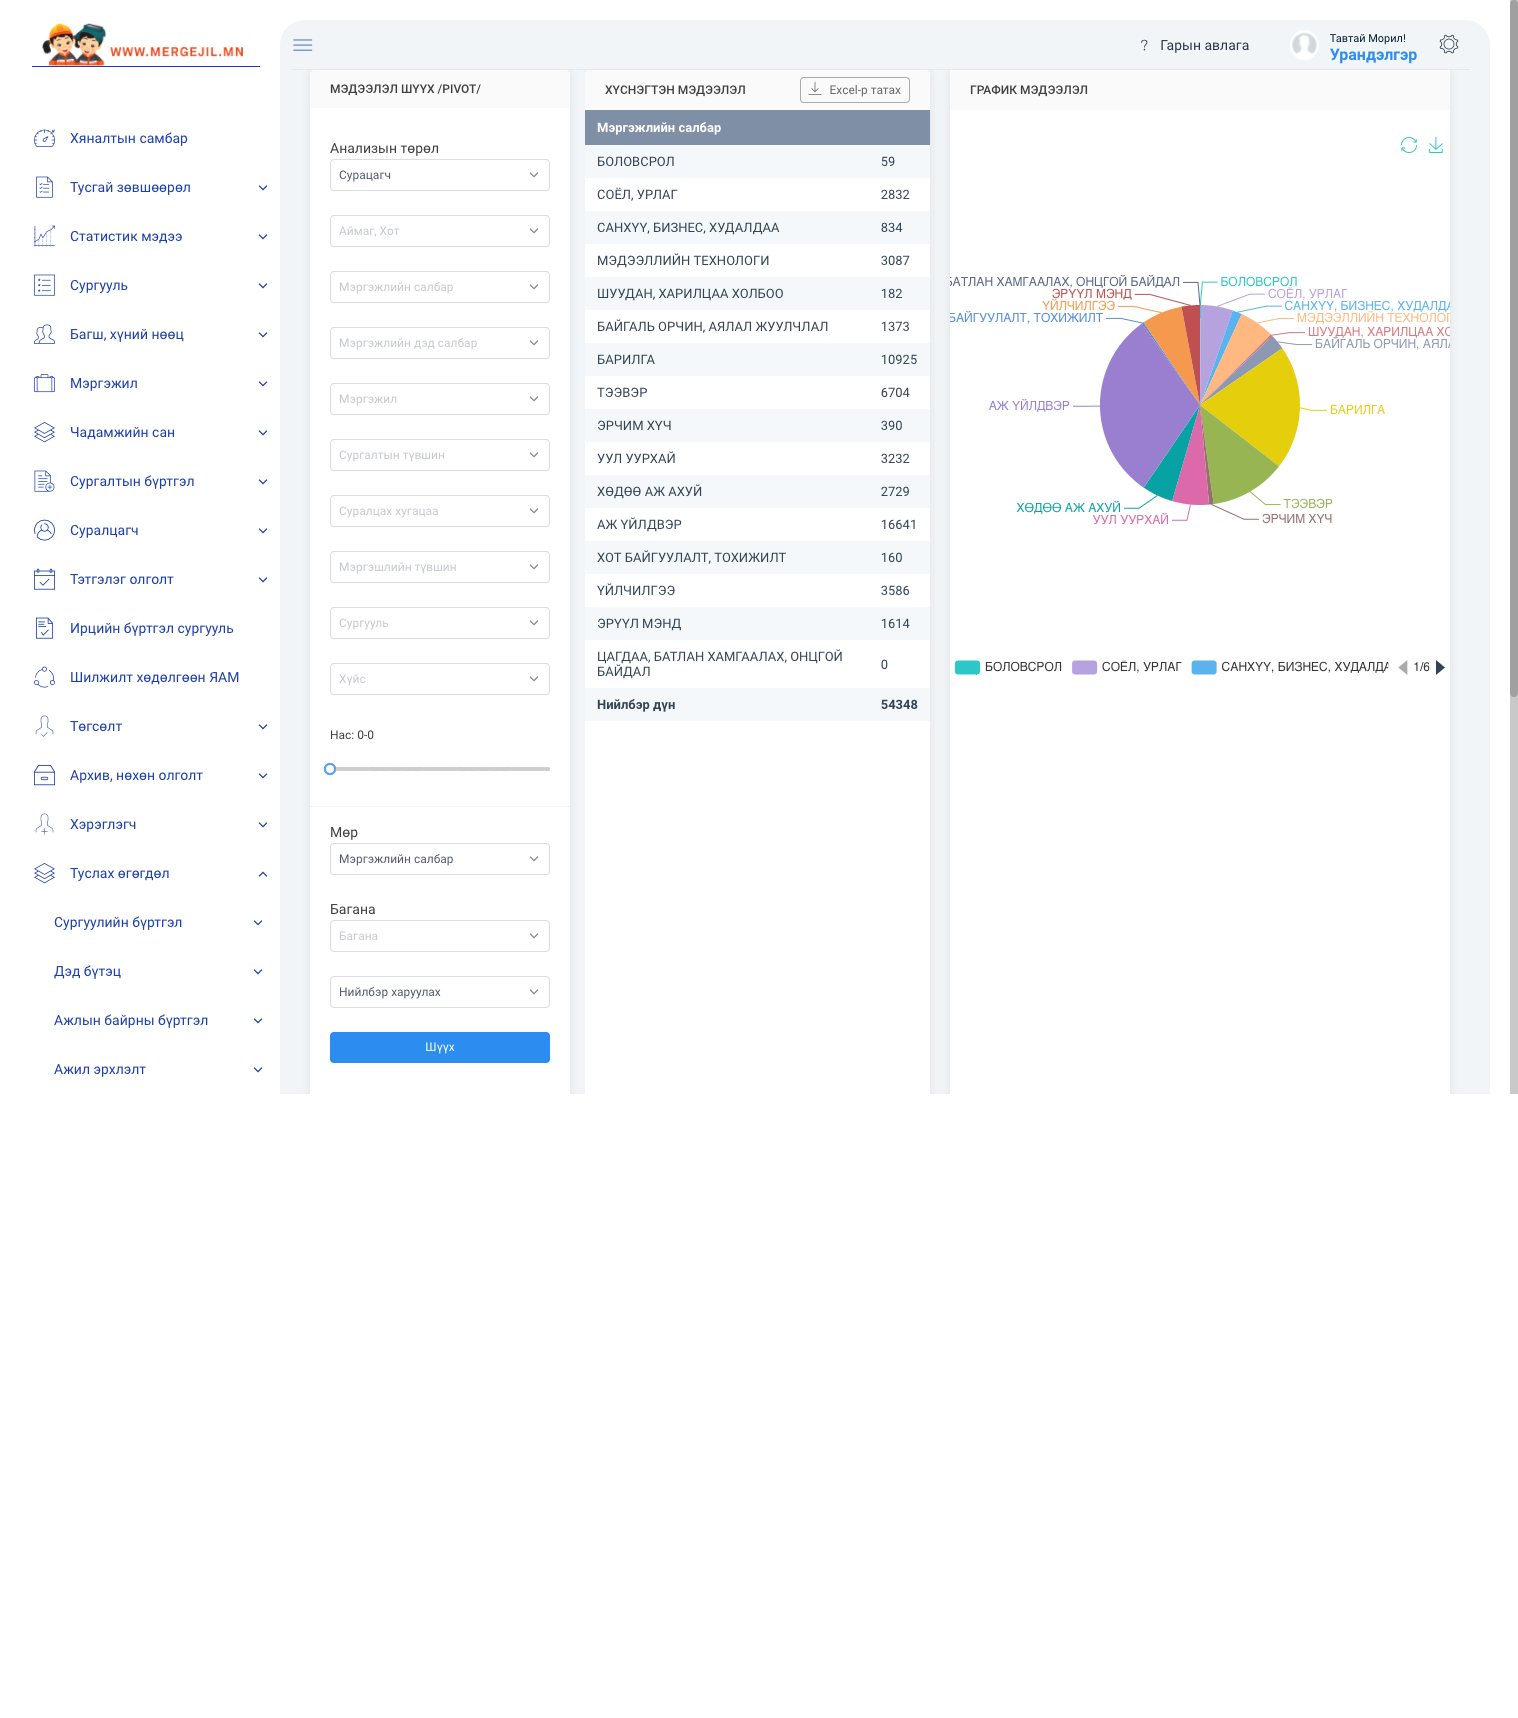 WWW.MERGEJIL.MN
Хяналтын самбар
Тусгай зөвшөөрөл
Статистик мэдээ
Сургууль
Багш, хүний нөөц
Мэргэжил
Чадамжийн сан
Сургалтын бүртгэл
Суралцагч
Тэтгэлэг олголт
Ирцийн бүртгэл сургууль
Шилжилт хөдөлгөөн ЯАМ
Төгсөлт
Архив, нөхөн олголт
Хэрэглэгч
Туслах өгөгдөл
Сургуулийн бүртгэл
Дэд бүтэц
Ажлын байрны бүртгэл
Ажил эрхлэлт
? Гарын авлага
Тавтай Морил!
Урандэлгэр
МЭДЭЭЛЭЛ ШҮҮХ /PIVOT/
Анализын төрөл
Сурацагч
Аймаг, Хот
Мэргэжлийн салбар
Мэргэжлийн дэд салбар
Мэргэжил
Сургалтын түвшин
Суралцах хугацаа
Мэргэшлийн түвшин
Сургууль
Хүйс
Нас: 0-0
Мөр
Мэргэжлийн салбар
Багана
Багана
Нийлбэр харуулах
Шүүх
ХҮСНЭГТЭН МЭДЭЭЛЭЛ
Excel-р татах
Мэргэжлийн салбар
БОЛОВСРОЛ 59
СОЁЛ, УРЛАГ 2832
САНХҮҮ, БИЗНЕС, ХУДАЛДАА 834
МЭДЭЭЛЛИЙН ТЕХНОЛОГИ 3087
ШУУДАН, ХАРИЛЦАА ХОЛБОО 182
БАЙГАЛЬ ОРЧИН, АЯЛАЛ ЖУУЛЧЛАЛ 1373
БАРИЛГА 10925
ТЭЭВЭР 6704
ЭРЧИМ ХҮЧ 390
УУЛ УУРХАЙ 3232
ХӨДӨӨ АЖ АХУЙ 2729
АЖ ҮЙЛДВЭР 16641
ХОТ БАЙГУУЛАЛТ, ТОХИЖИЛТ 160
ҮЙЛЧИЛГЭЭ 3586
ЭРҮҮЛ МЭНД 1614
ЦАГДАА, БАТЛАН ХАМГААЛАХ, ОНЦГОЙ
БАЙДАЛ 0
Нийлбэр дүн 54348
ГРАФИК МЭДЭЭЛЭЛ
БАТЛАН ХАМГААЛАХ, ОНЦГОЙ БАЙДАЛ
БОЛОВСРОЛ
ЭРҮҮЛ МЭНД
СОЁЛ, УРЛАГ
ҮЙЛЧИЛГЭЭ
САНХҮҮ, БИЗНЕС, ХУДАЛДА
БАЙГУУЛАЛТ, ТОХИЖИЛТ
МЭДЭЭЛЛИЙН ТЕХНОЛОГ
ШУУДАН, ХАРИЛЦАА ХО
БАЙГАЛЬ ОРЧИН, АЯЛА
АЖ ҮЙЛДВЭР
БАРИЛГА
ТЭЭВЭР
ХӨДӨӨ АЖ АХУЙ
УУЛ УУРХАЙ
ЭРЧИМ ХҮЧ
БОЛОВСРОЛ СОЁЛ, УРЛАГ САНХҮҮ, БИЗНЕС, ХУДАЛДА 1/6